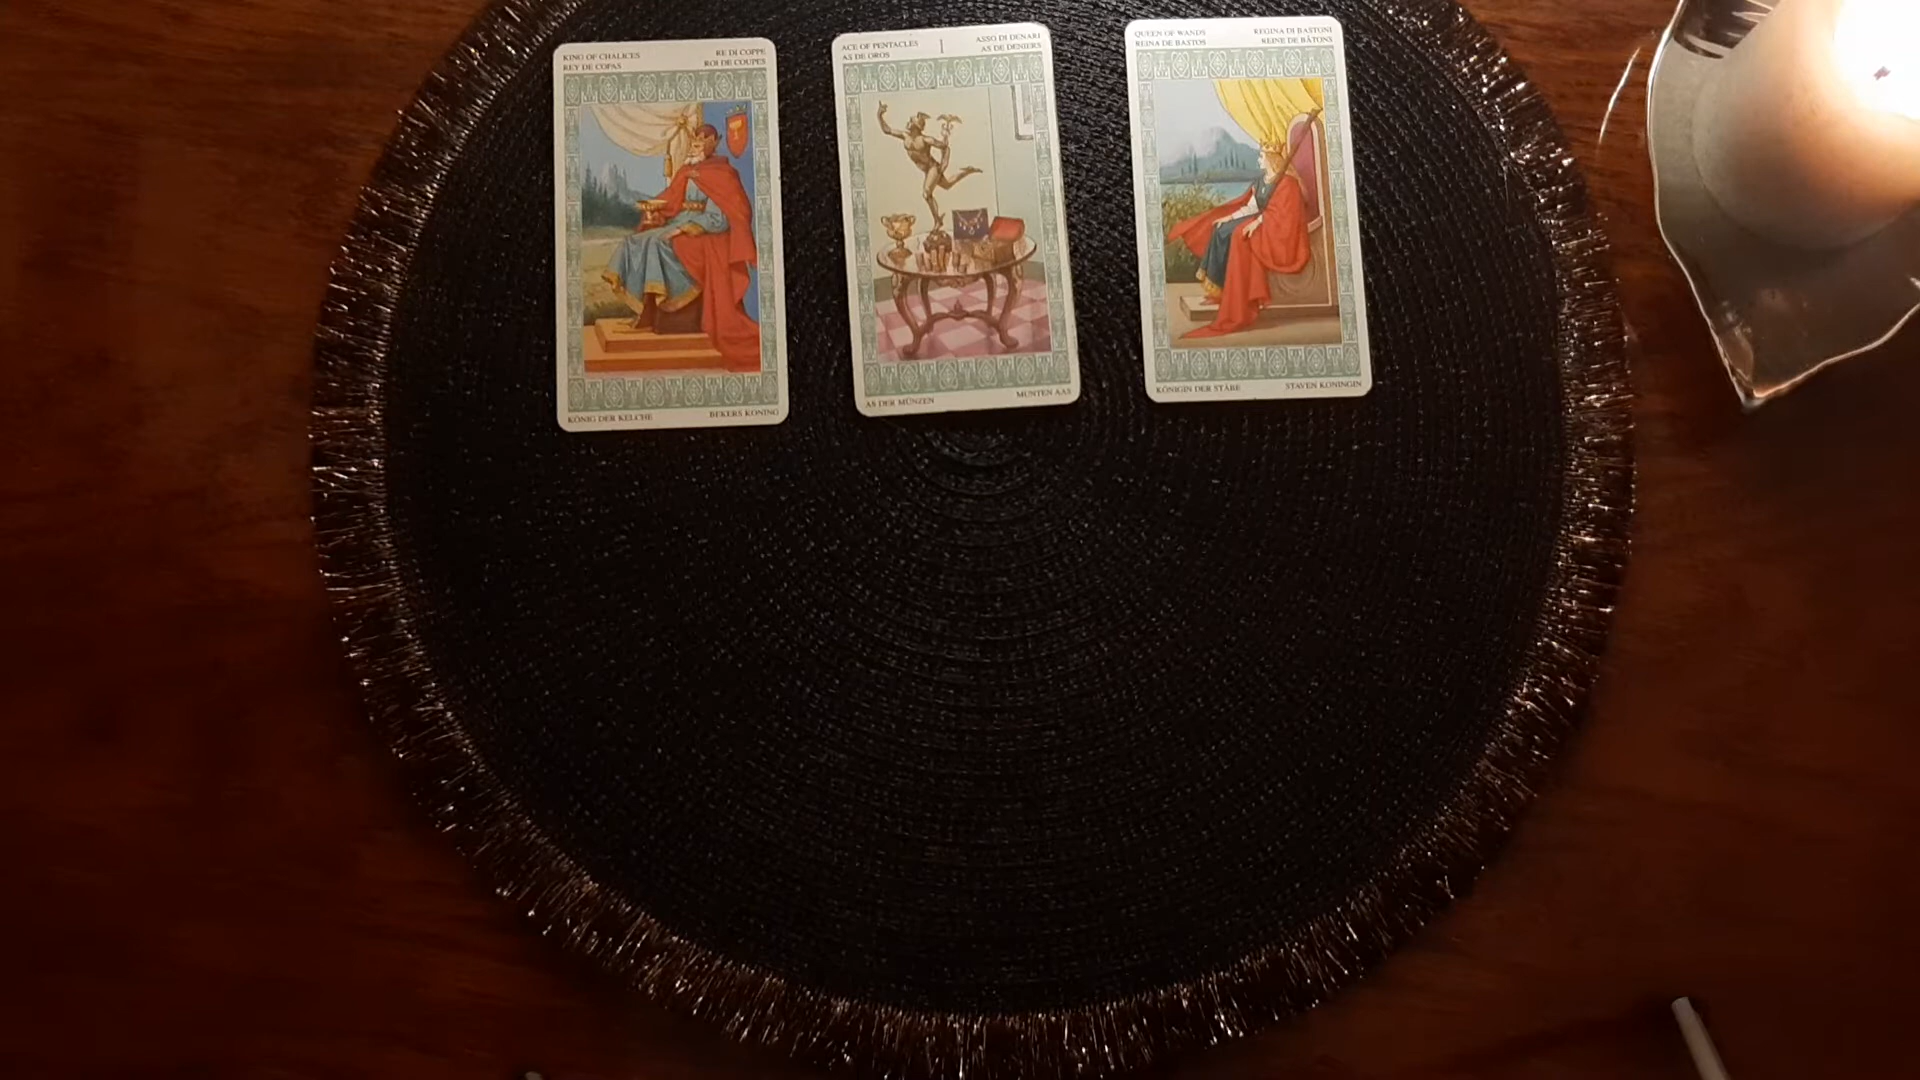 KING OF CHALICES
REY DE COPAS
RE DI COPPE
ROI DE COUPES
KÖNIG DER KELCHE
BEKERS KONING
ACE OF PENTACLES
AS DE OROS
I
ASSO DI DENARI
AS DE DENIERS
AS DER MÜNZEN
MUNTEN AAS
QUEEN OF WANDS
REINA DE BASTOS
REGINA DI BASTONI
REINE DE BÂTONS
KÖNIGIN DER STÄBE
STAVEN KONINGIN